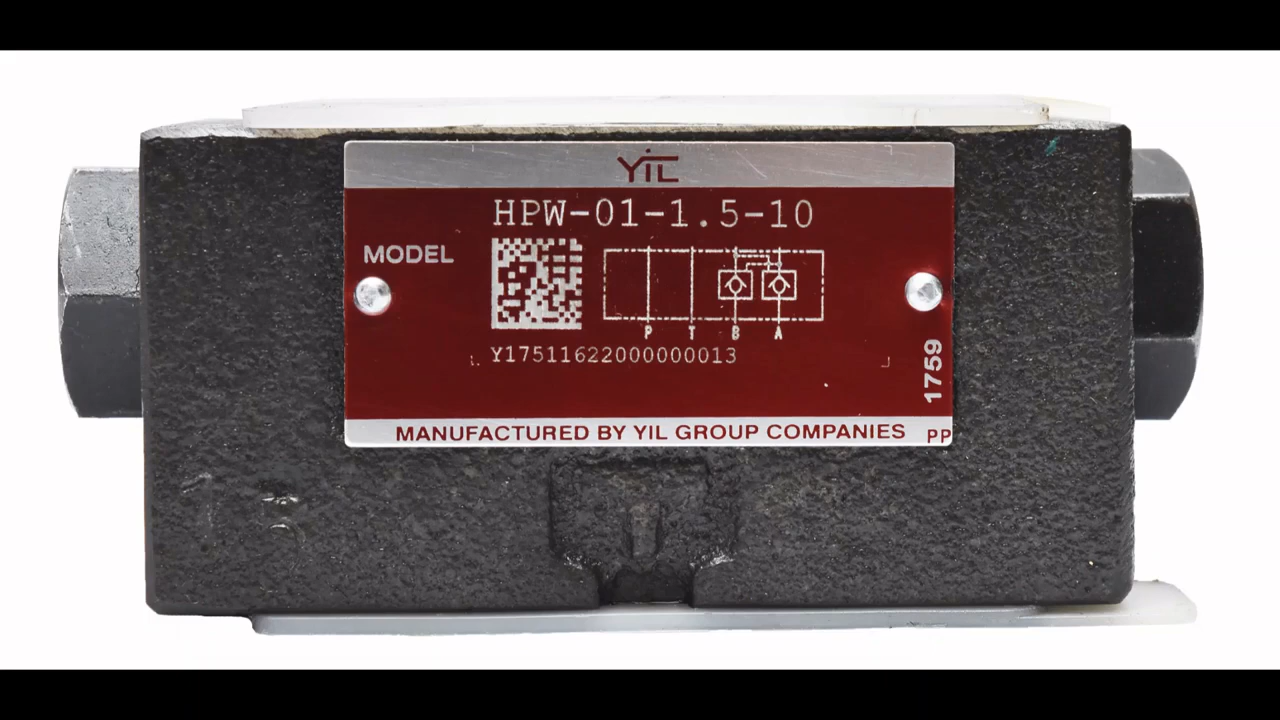 YIL
HPW-01-1.5-10
MODEL
P T B A
Y17511622000000013
1759
MANUFACTURED BY YIL GROUP COMPANIES PP